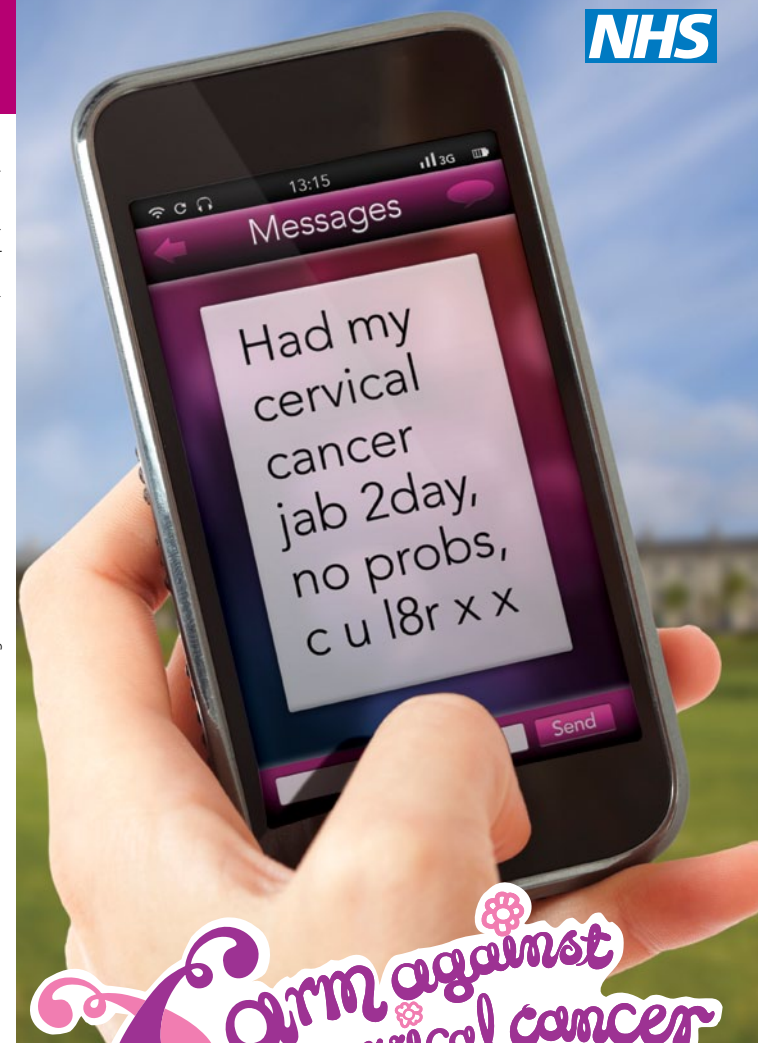 NHS
3G
13:15
Messages
Had my
cervical
cancer
jab 2day,
no probs,
c u l8r x x
Send
arm against
cancer